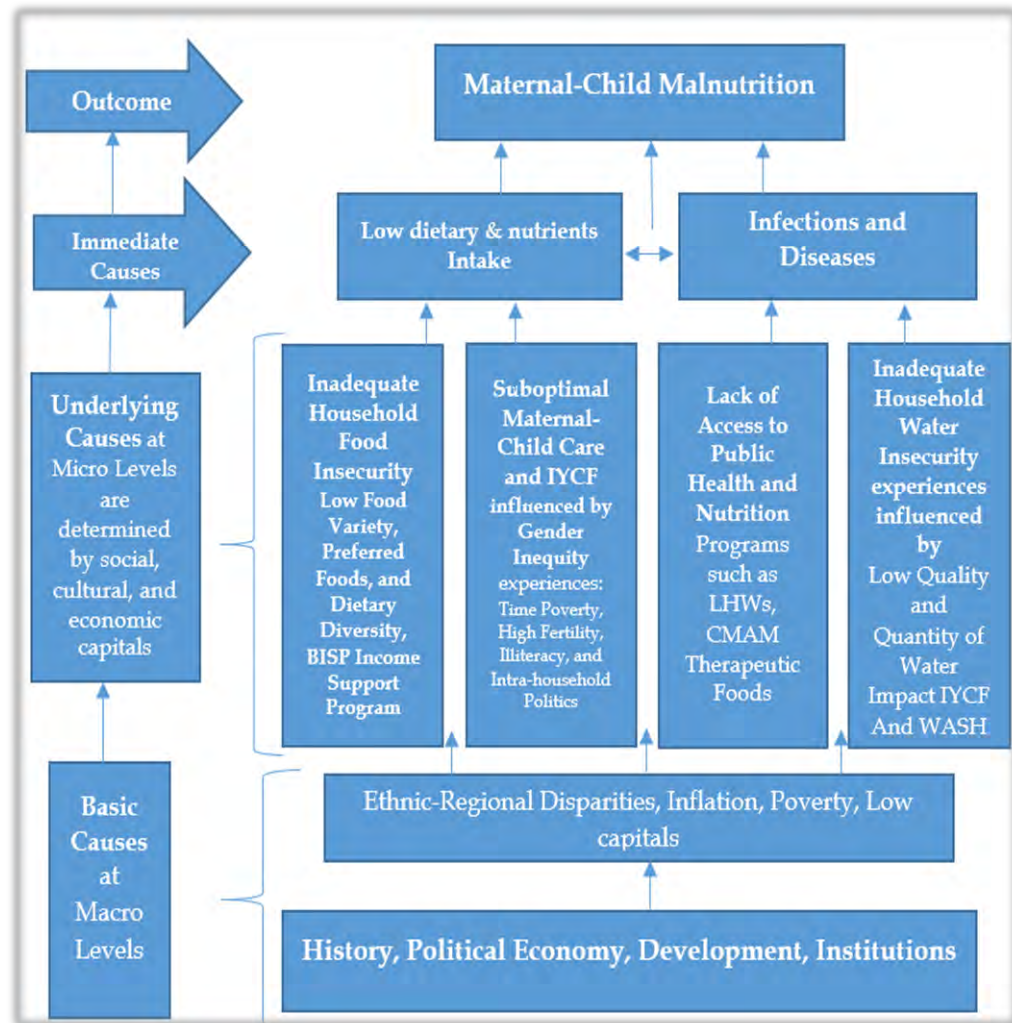 Outcome
Maternal-Child Malnutrition
Immediate
Causes
Low dietary & nutrients
Intake
Infections and
Diseases
Underlying
Causes at
Micro Levels
are
determined
by social,
cultural, and
economic
capitals
Inadequate
Household
Food
Insecurity
Low Food
Variety,
Preferred
Foods, and
Dietary
Diversity,
BISP Income
Support
Program
Suboptimal
Maternal-
Child Care
and IYCF
influenced by
Gender
Inequity
experiences:
Time Poverty,
High Fertility,
Illiteracy, and
Intra-household
Politics
Lack of
Access to
Public
Health and
Nutrition
Programs
such as
LHWs,
CMAM
Therapeutic
Foods
Inadequate
Household
Water
Insecurity
experiences
influenced
by
Low Quality
and
Quantity of
Water
Impact IYCF
And WASH
Basic
Causes
at
Macro
Levels
Ethnic-Regional Disparities, Inflation, Poverty, Low
capitals
History, Political Economy, Development, Institutions